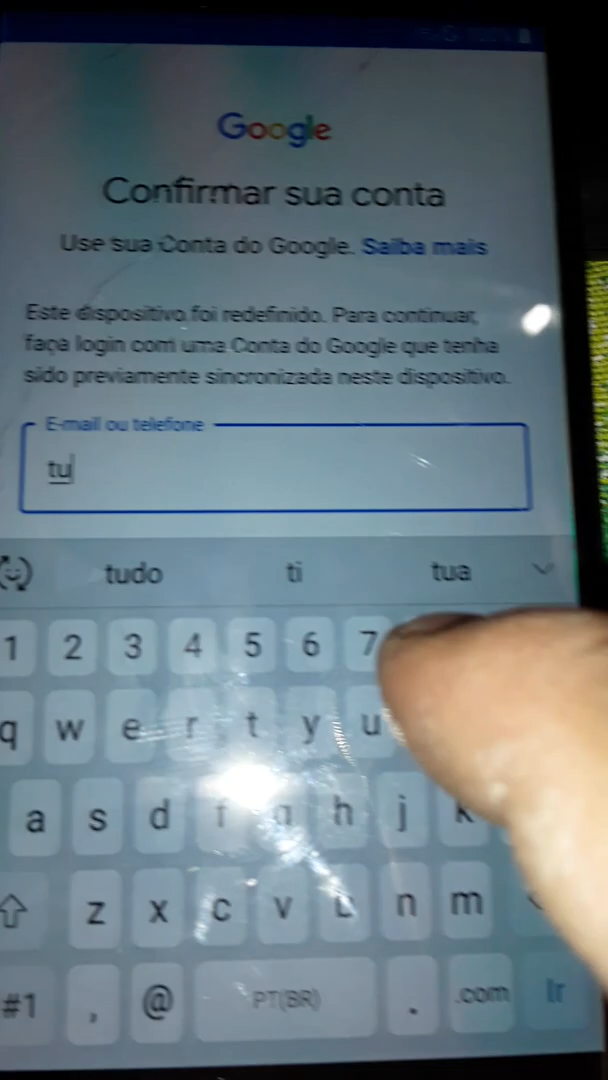 Google
Confirmar sua conta
Use sua Conta do Google. Saiba mais
Este dispositivo foi redefinido. Para continuar,
faça login com uma Conta do Google que tenha
sido previamente sincronizada neste dispositivo.
E-mail ou telefone
tu
tudo ti tua
1 2 3 4 5 6 7
q w e r t y u
a s d f g h j k
z x c v b n m
#1 , @ PT(BR) . .com Ir